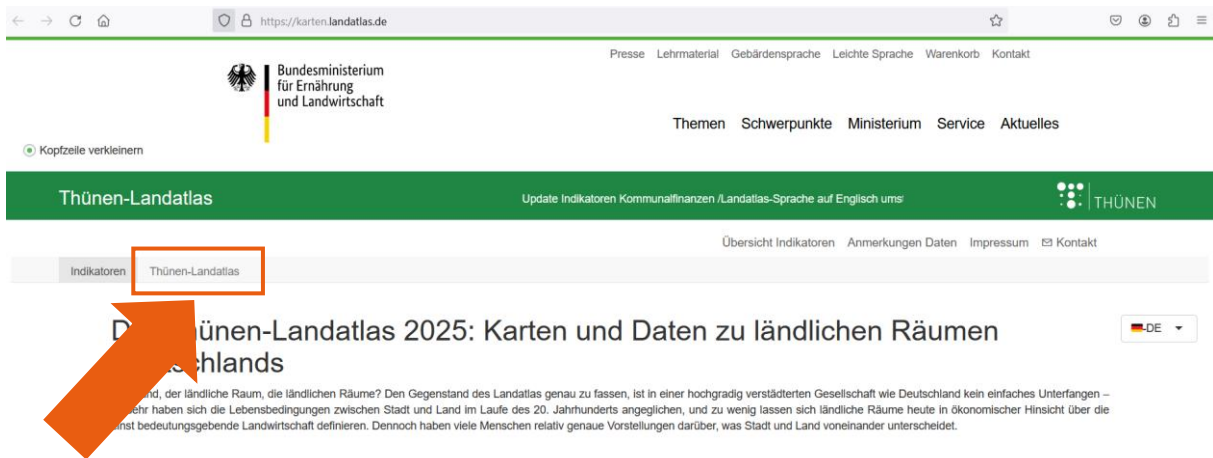 https://karten.landatlas.de
Presse Lehrmaterial Gebärdensprache Leichte Sprache Warenkorb Kontakt
Bundesministerium
für Ernährung
und Landwirtschaft
Themen Schwerpunkte Ministerium Service Aktuelles
Kopfzeile verkleinern
Thünen-Landatlas
Update Indikatoren Kommunalfinanzen /Landatlas-Sprache auf Englisch ums
THÜNEN
Übersicht Indikatoren Anmerkungen Daten Impressum Kontakt
Indikatoren Thünen-Landatlas
ünen-Landatlas 2025: Karten und Daten zu ländlichen Räumen
DE
chlands
der ländliche Raum, die ländlichen Räume? Den Gegenstand des Landatlas genau zu fassen, ist in einer hochgradig verstädterten Gesellschaft wie Deutschland kein einfaches Unterfangen –
haben sich die Lebensbedingungen zwischen Stadt und Land im Laufe des 20. Jahrhunderts angeglichen, und zu wenig lassen sich ländliche Räume heute in ökonomischer Hinsicht über die
einst bedeutungsgebende Landwirtschaft definieren. Dennoch haben viele Menschen relativ genaue Vorstellungen darüber, was Stadt und Land voneinander unterscheidet.